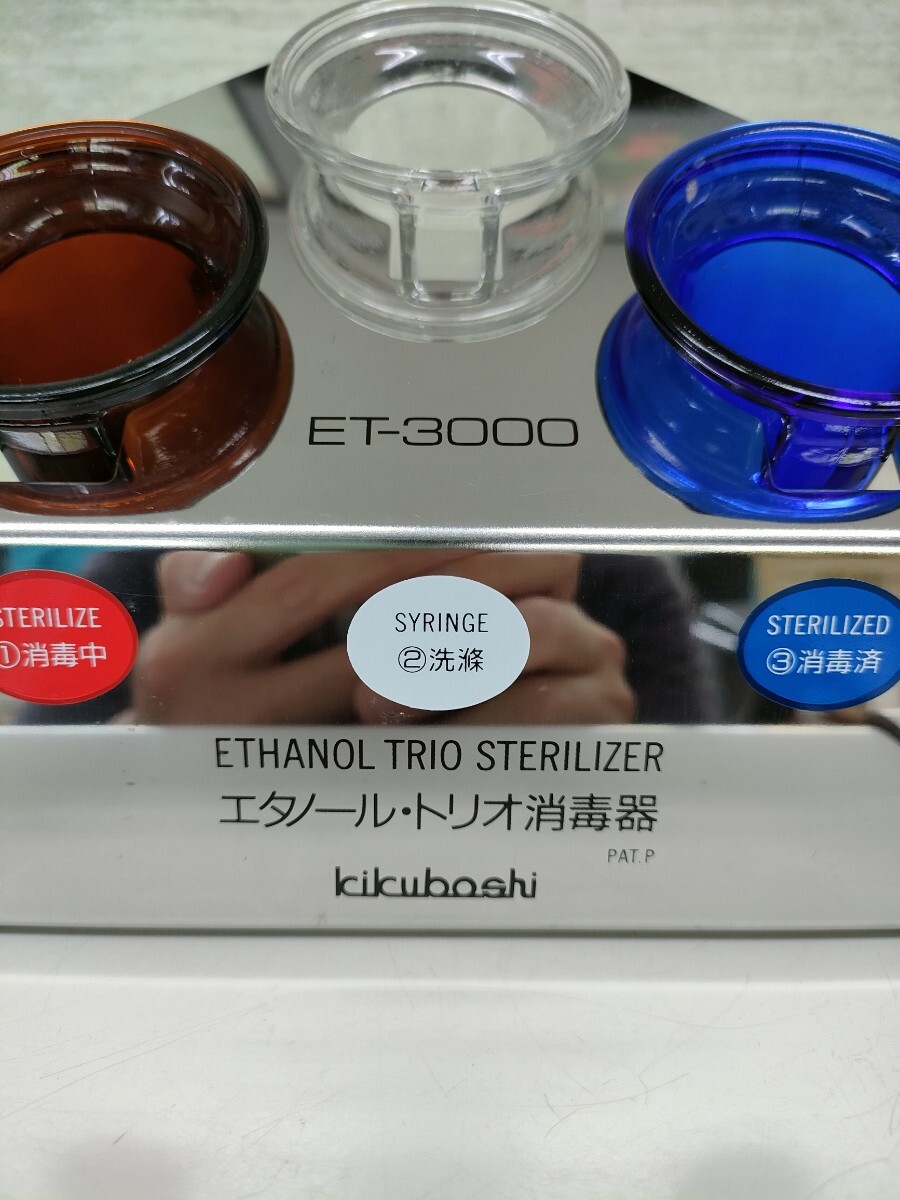 ET-3000
STERILIZE
①消毒中
SYRINGE
②洗滌
STERILIZED
③消毒済
ETHANOL TRIO STERILIZER
エタノール・トリオ消毒器
PAT.P
kikuboshi